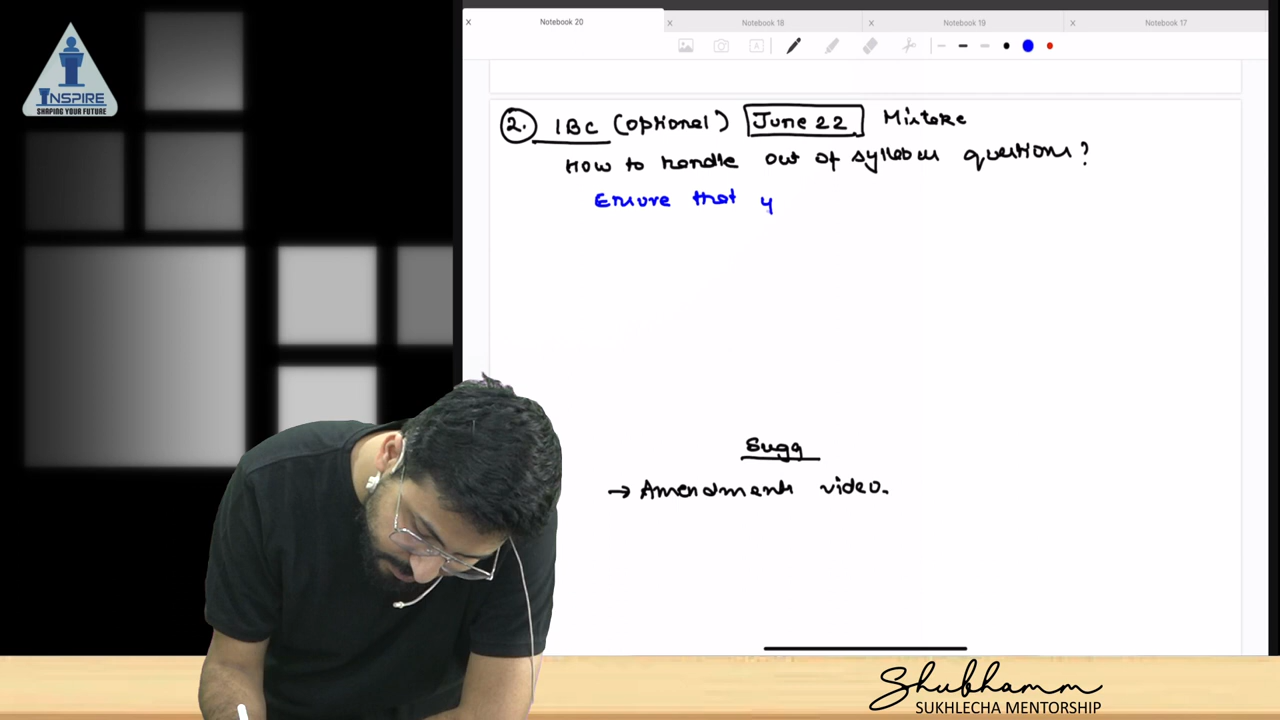 INSPIRE
SHAPING YOUR FUTURE
Notebook 20
Notebook 18
Notebook 19
Notebook 17
2. IBC (optional) June 22 Mistake
How to handle out of syllabus questions?
Ensure that y
Sugg
→ Amendments video.
Shubhamm
SUKHLECHA MENTORSHIP